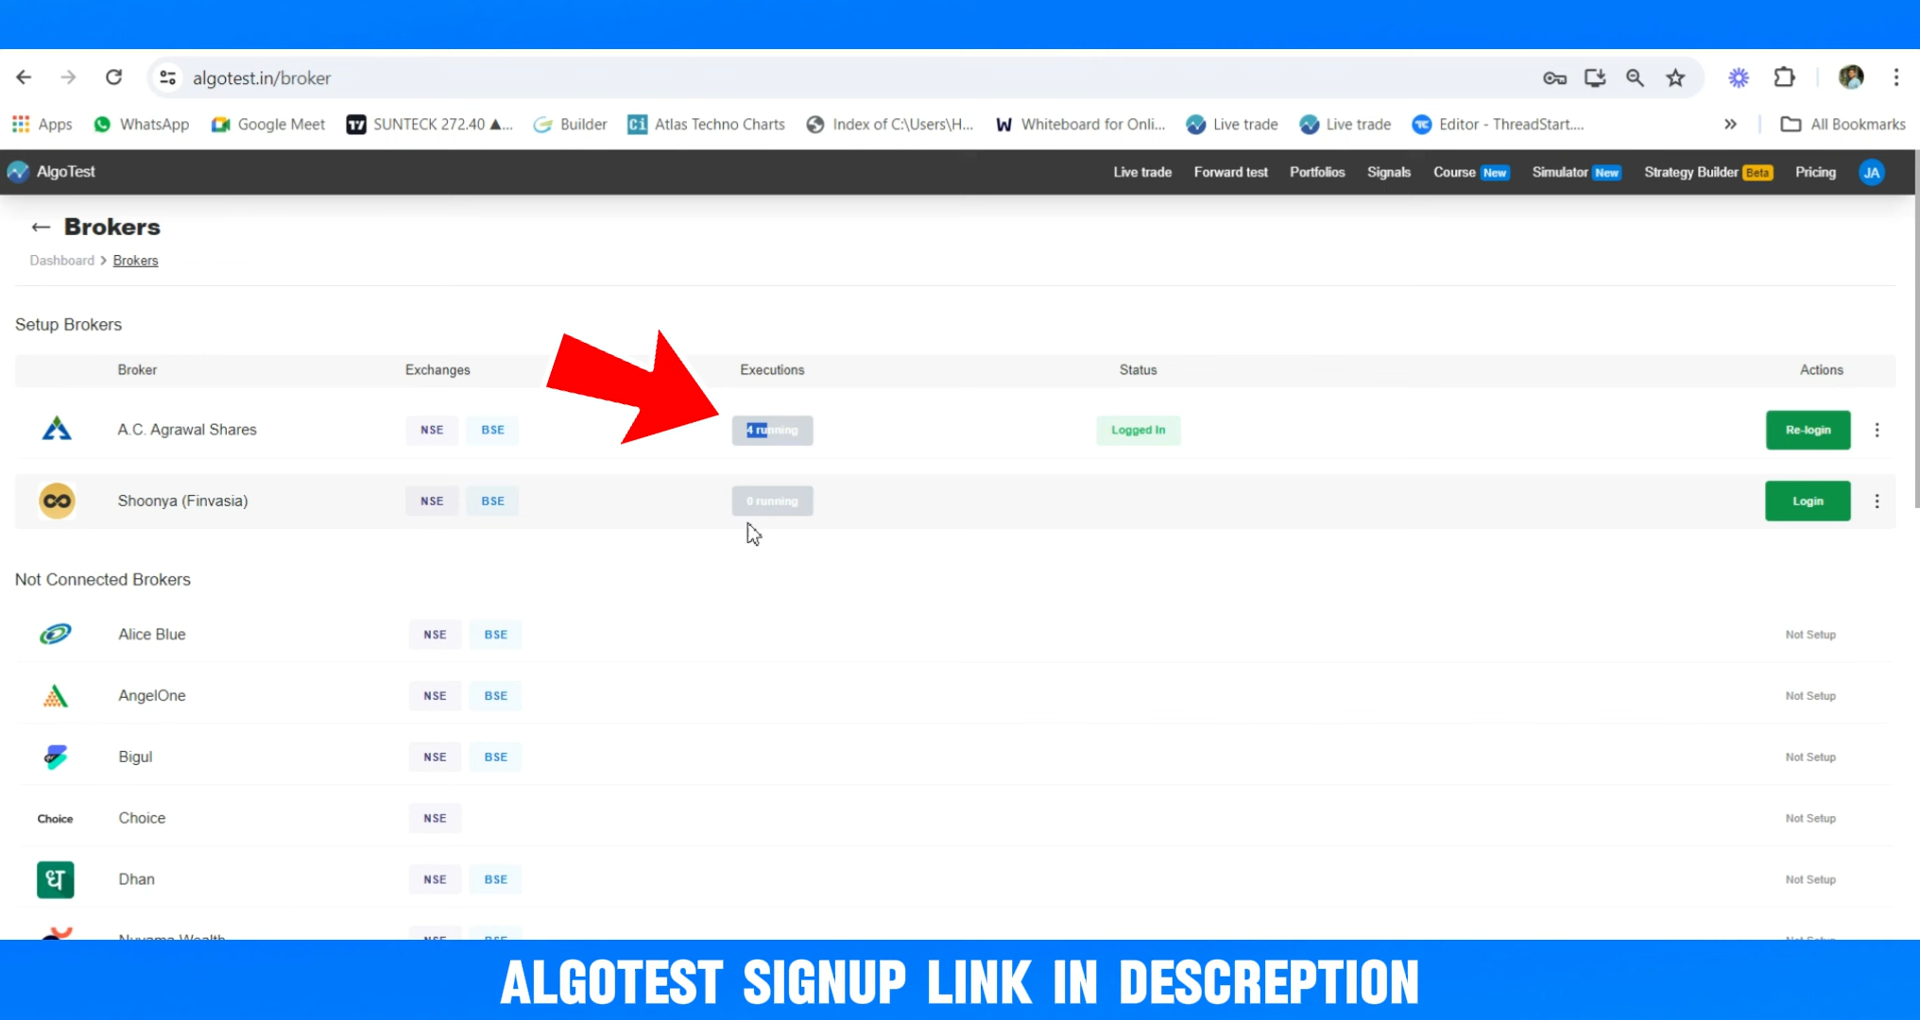 algotest.in/broker
Apps WhatsApp Google Meet SUNTECK 272.40 ▲... Builder Ci Atlas Techno Charts Index of C:\Users\H... W Whiteboard for Onli... Live trade Live trade Editor - ThreadStart.... » All Bookmarks
AlgoTest Live trade Forward test Portfolios Signals Course New Simulator New Strategy Builder Beta Pricing JA
← Brokers
Dashboard > Brokers
Setup Brokers
Broker Exchanges Executions Status Actions
A.C. Agrawal Shares NSE BSE 4 running Logged In Re-login
Shoonya (Finvasia) NSE BSE 0 running Login
Not Connected Brokers
Alice Blue NSE BSE Not Setup
AngelOne NSE BSE Not Setup
Bigul NSE BSE Not Setup
Choice Choice NSE Not Setup
ध Dhan NSE BSE Not Setup
ALGOTEST SIGNUP LINK IN DESCREPTION